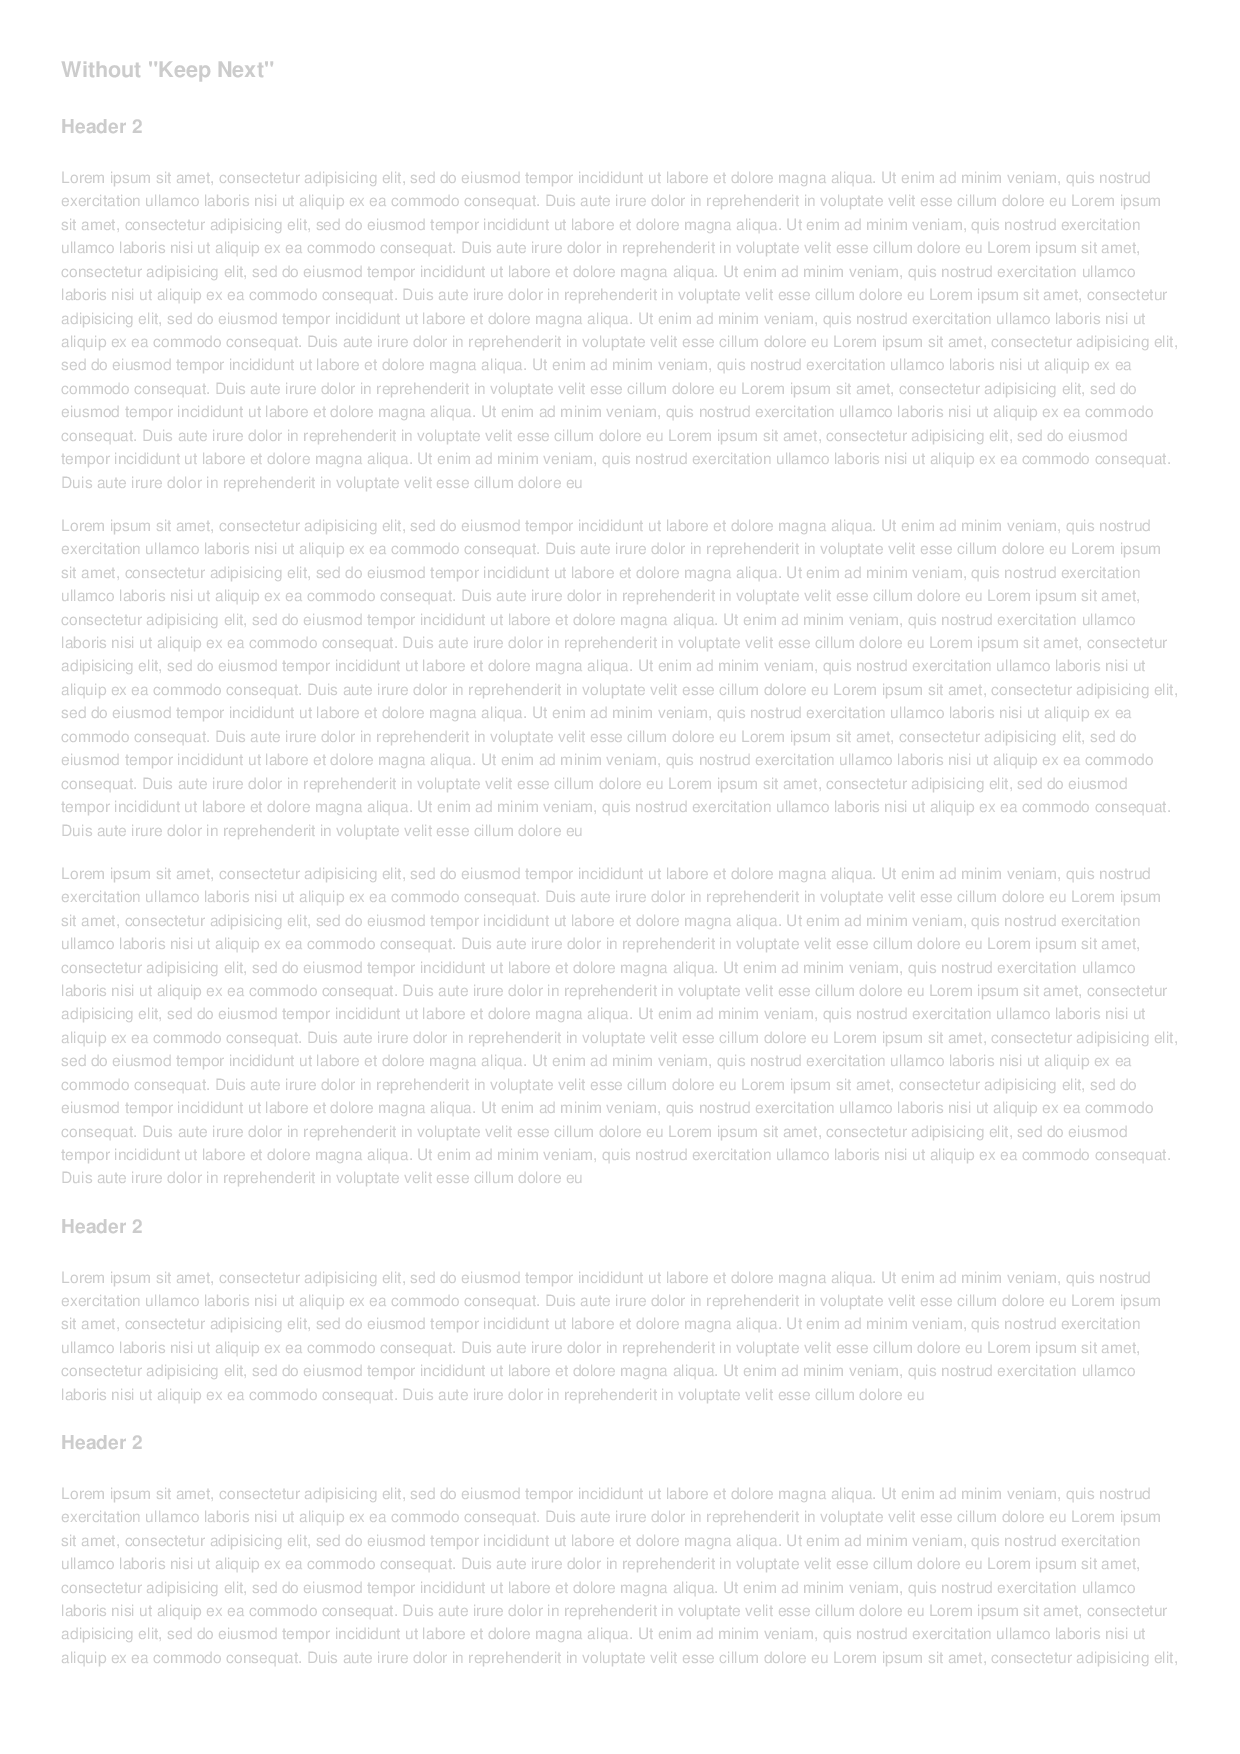 Without "Keep Next"
Header 2
Lorem ipsum sit amet, consectetur adipisicing elit, sed do eiusmod tempor incididunt ut labore et dolore magna aliqua. Ut enim ad minim veniam, quis nostrud
exercitation ullamco laboris nisi ut aliquip ex ea commodo consequat. Duis aute irure dolor in reprehenderit in voluptate velit esse cillum dolore eu Lorem ipsum
sit amet, consectetur adipisicing elit, sed do eiusmod tempor incididunt ut labore et dolore magna aliqua. Ut enim ad minim veniam, quis nostrud exercitation
ullamco laboris nisi ut aliquip ex ea commodo consequat. Duis aute irure dolor in reprehenderit in voluptate velit esse cillum dolore eu Lorem ipsum sit amet,
consectetur adipisicing elit, sed do eiusmod tempor incididunt ut labore et dolore magna aliqua. Ut enim ad minim veniam, quis nostrud exercitation ullamco
laboris nisi ut aliquip ex ea commodo consequat. Duis aute irure dolor in reprehenderit in voluptate velit esse cillum dolore eu Lorem ipsum sit amet, consectetur
adipisicing elit, sed do eiusmod tempor incididunt ut labore et dolore magna aliqua. Ut enim ad minim veniam, quis nostrud exercitation ullamco laboris nisi ut
aliquip ex ea commodo consequat. Duis aute irure dolor in reprehenderit in voluptate velit esse cillum dolore eu Lorem ipsum sit amet, consectetur adipisicing elit,
sed do eiusmod tempor incididunt ut labore et dolore magna aliqua. Ut enim ad minim veniam, quis nostrud exercitation ullamco laboris nisi ut aliquip ex ea
commodo consequat. Duis aute irure dolor in reprehenderit in voluptate velit esse cillum dolore eu Lorem ipsum sit amet, consectetur adipisicing elit, sed do
eiusmod tempor incididunt ut labore et dolore magna aliqua. Ut enim ad minim veniam, quis nostrud exercitation ullamco laboris nisi ut aliquip ex ea commodo
consequat. Duis aute irure dolor in reprehenderit in voluptate velit esse cillum dolore eu Lorem ipsum sit amet, consectetur adipisicing elit, sed do eiusmod
tempor incididunt ut labore et dolore magna aliqua. Ut enim ad minim veniam, quis nostrud exercitation ullamco laboris nisi ut aliquip ex ea commodo consequat.
Duis aute irure dolor in reprehenderit in voluptate velit esse cillum dolore eu
Lorem ipsum sit amet, consectetur adipisicing elit, sed do eiusmod tempor incididunt ut labore et dolore magna aliqua. Ut enim ad minim veniam, quis nostrud
exercitation ullamco laboris nisi ut aliquip ex ea commodo consequat. Duis aute irure dolor in reprehenderit in voluptate velit esse cillum dolore eu Lorem ipsum
sit amet, consectetur adipisicing elit, sed do eiusmod tempor incididunt ut labore et dolore magna aliqua. Ut enim ad minim veniam, quis nostrud exercitation
ullamco laboris nisi ut aliquip ex ea commodo consequat. Duis aute irure dolor in reprehenderit in voluptate velit esse cillum dolore eu Lorem ipsum sit amet,
consectetur adipisicing elit, sed do eiusmod tempor incididunt ut labore et dolore magna aliqua. Ut enim ad minim veniam, quis nostrud exercitation ullamco
laboris nisi ut aliquip ex ea commodo consequat. Duis aute irure dolor in reprehenderit in voluptate velit esse cillum dolore eu Lorem ipsum sit amet, consectetur
adipisicing elit, sed do eiusmod tempor incididunt ut labore et dolore magna aliqua. Ut enim ad minim veniam, quis nostrud exercitation ullamco laboris nisi ut
aliquip ex ea commodo consequat. Duis aute irure dolor in reprehenderit in voluptate velit esse cillum dolore eu Lorem ipsum sit amet, consectetur adipisicing elit,
sed do eiusmod tempor incididunt ut labore et dolore magna aliqua. Ut enim ad minim veniam, quis nostrud exercitation ullamco laboris nisi ut aliquip ex ea
commodo consequat. Duis aute irure dolor in reprehenderit in voluptate velit esse cillum dolore eu Lorem ipsum sit amet, consectetur adipisicing elit, sed do
eiusmod tempor incididunt ut labore et dolore magna aliqua. Ut enim ad minim veniam, quis nostrud exercitation ullamco laboris nisi ut aliquip ex ea commodo
consequat. Duis aute irure dolor in reprehenderit in voluptate velit esse cillum dolore eu Lorem ipsum sit amet, consectetur adipisicing elit, sed do eiusmod
tempor incididunt ut labore et dolore magna aliqua. Ut enim ad minim veniam, quis nostrud exercitation ullamco laboris nisi ut aliquip ex ea commodo consequat.
Duis aute irure dolor in reprehenderit in voluptate velit esse cillum dolore eu
Lorem ipsum sit amet, consectetur adipisicing elit, sed do eiusmod tempor incididunt ut labore et dolore magna aliqua. Ut enim ad minim veniam, quis nostrud
exercitation ullamco laboris nisi ut aliquip ex ea commodo consequat. Duis aute irure dolor in reprehenderit in voluptate velit esse cillum dolore eu Lorem ipsum
sit amet, consectetur adipisicing elit, sed do eiusmod tempor incididunt ut labore et dolore magna aliqua. Ut enim ad minim veniam, quis nostrud exercitation
ullamco laboris nisi ut aliquip ex ea commodo consequat. Duis aute irure dolor in reprehenderit in voluptate velit esse cillum dolore eu Lorem ipsum sit amet,
consectetur adipisicing elit, sed do eiusmod tempor incididunt ut labore et dolore magna aliqua. Ut enim ad minim veniam, quis nostrud exercitation ullamco
laboris nisi ut aliquip ex ea commodo consequat. Duis aute irure dolor in reprehenderit in voluptate velit esse cillum dolore eu Lorem ipsum sit amet, consectetur
adipisicing elit, sed do eiusmod tempor incididunt ut labore et dolore magna aliqua. Ut enim ad minim veniam, quis nostrud exercitation ullamco laboris nisi ut
aliquip ex ea commodo consequat. Duis aute irure dolor in reprehenderit in voluptate velit esse cillum dolore eu Lorem ipsum sit amet, consectetur adipisicing elit,
sed do eiusmod tempor incididunt ut labore et dolore magna aliqua. Ut enim ad minim veniam, quis nostrud exercitation ullamco laboris nisi ut aliquip ex ea
commodo consequat. Duis aute irure dolor in reprehenderit in voluptate velit esse cillum dolore eu Lorem ipsum sit amet, consectetur adipisicing elit, sed do
eiusmod tempor incididunt ut labore et dolore magna aliqua. Ut enim ad minim veniam, quis nostrud exercitation ullamco laboris nisi ut aliquip ex ea commodo
consequat. Duis aute irure dolor in reprehenderit in voluptate velit esse cillum dolore eu Lorem ipsum sit amet, consectetur adipisicing elit, sed do eiusmod
tempor incididunt ut labore et dolore magna aliqua. Ut enim ad minim veniam, quis nostrud exercitation ullamco laboris nisi ut aliquip ex ea commodo consequat.
Duis aute irure dolor in reprehenderit in voluptate velit esse cillum dolore eu
Header 2
Lorem ipsum sit amet, consectetur adipisicing elit, sed do eiusmod tempor incididunt ut labore et dolore magna aliqua. Ut enim ad minim veniam, quis nostrud
exercitation ullamco laboris nisi ut aliquip ex ea commodo consequat. Duis aute irure dolor in reprehenderit in voluptate velit esse cillum dolore eu Lorem ipsum
sit amet, consectetur adipisicing elit, sed do eiusmod tempor incididunt ut labore et dolore magna aliqua. Ut enim ad minim veniam, quis nostrud exercitation
ullamco laboris nisi ut aliquip ex ea commodo consequat. Duis aute irure dolor in reprehenderit in voluptate velit esse cillum dolore eu Lorem ipsum sit amet,
consectetur adipisicing elit, sed do eiusmod tempor incididunt ut labore et dolore magna aliqua. Ut enim ad minim veniam, quis nostrud exercitation ullamco
laboris nisi ut aliquip ex ea commodo consequat. Duis aute irure dolor in reprehenderit in voluptate velit esse cillum dolore eu
Header 2
Lorem ipsum sit amet, consectetur adipisicing elit, sed do eiusmod tempor incididunt ut labore et dolore magna aliqua. Ut enim ad minim veniam, quis nostrud
exercitation ullamco laboris nisi ut aliquip ex ea commodo consequat. Duis aute irure dolor in reprehenderit in voluptate velit esse cillum dolore eu Lorem ipsum
sit amet, consectetur adipisicing elit, sed do eiusmod tempor incididunt ut labore et dolore magna aliqua. Ut enim ad minim veniam, quis nostrud exercitation
ullamco laboris nisi ut aliquip ex ea commodo consequat. Duis aute irure dolor in reprehenderit in voluptate velit esse cillum dolore eu Lorem ipsum sit amet,
consectetur adipisicing elit, sed do eiusmod tempor incididunt ut labore et dolore magna aliqua. Ut enim ad minim veniam, quis nostrud exercitation ullamco
laboris nisi ut aliquip ex ea commodo consequat. Duis aute irure dolor in reprehenderit in voluptate velit esse cillum dolore eu Lorem ipsum sit amet, consectetur
adipisicing elit, sed do eiusmod tempor incididunt ut labore et dolore magna aliqua. Ut enim ad minim veniam, quis nostrud exercitation ullamco laboris nisi ut
aliquip ex ea commodo consequat. Duis aute irure dolor in reprehenderit in voluptate velit esse cillum dolore eu Lorem ipsum sit amet, consectetur adipisicing elit,